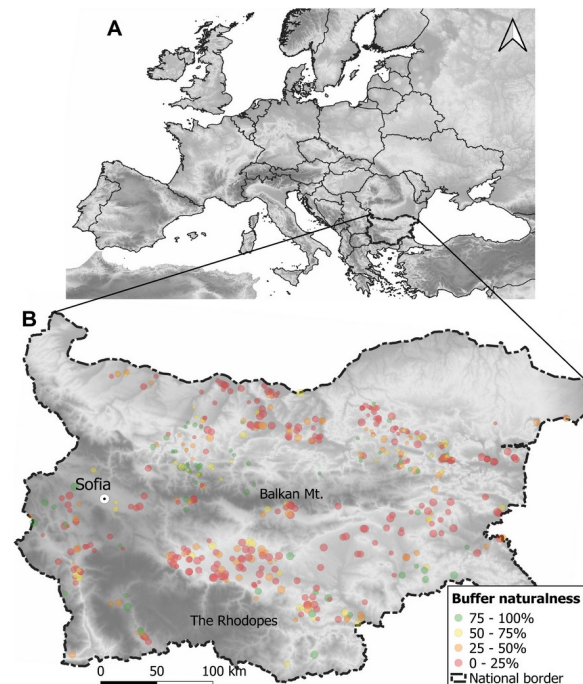 A
B
Sofia
Balkan Mt.
The Rhodopes
Buffer naturalness
75 - 100%
50 - 75%
25 - 50%
0 - 25%
National border
0 50 100 km